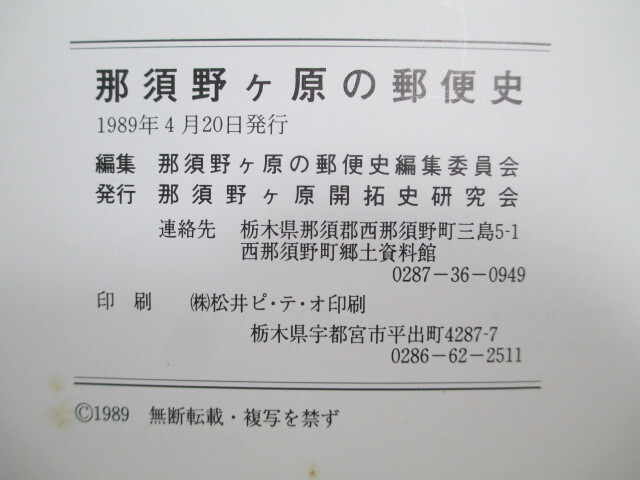 那須野ヶ原の郵便史
1989年4月20日発行
編集 那須野ヶ原の郵便史編集委員会
発行 那須野ヶ原開拓史研究会
連絡先 栃木県那須郡西那須野町三島5-1
西那須野町郷土資料館
0287-36-0949
印刷 ㈱松井ピ・テ・オ印刷
栃木県宇都宮市平出町4287-7
0286-62-2511
©1989 無断転載・複写を禁ず